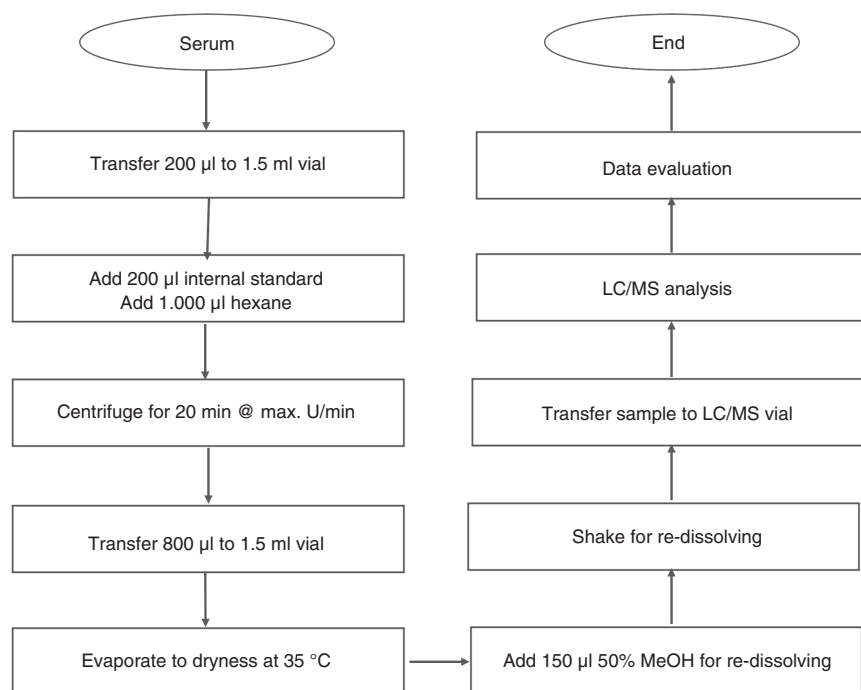 Serum
Transfer 200 µl to 1.5 ml vial
Add 200 µl internal standard
Add 1.000 µl hexane
Centrifuge for 20 min @ max. U/min
Transfer 800 µl to 1.5 ml vial
Evaporate to dryness at 35 °C
Add 150 µl 50% MeOH for re-dissolving
Shake for re-dissolving
Transfer sample to LC/MS vial
LC/MS analysis
Data evaluation
End